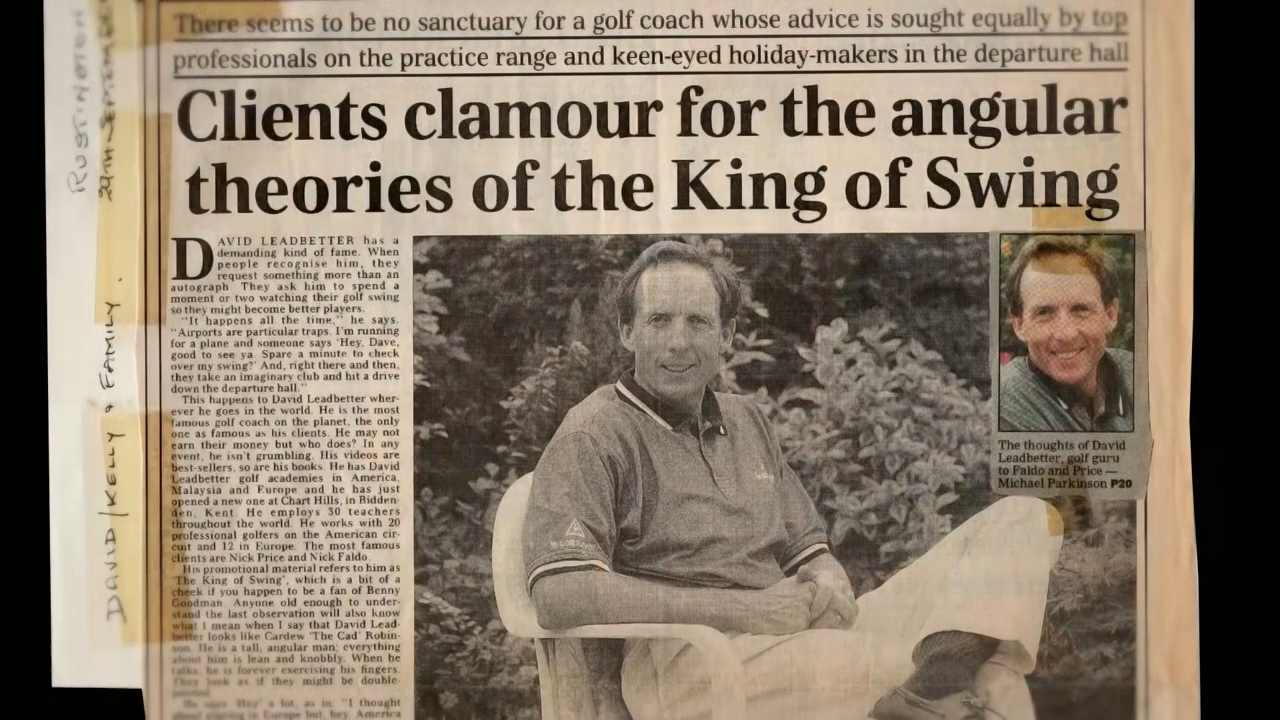 There seems to be no sanctuary for a golf coach whose advice is sought equally by top
professionals on the practice range and keen-eyed holiday-makers in the departure hall
Clients clamour for the angular
theories of the King of Swing
DAVID LEADBETTER has a
demanding kind of fame. When
people recognise him, they
request something more than an
autograph. They ask him to spend a
moment or two watching their golf swing
so they might become better players.
"It happens all the time," he says.
"Airports are particular traps. I'm running
for a plane and someone says 'Hey, Dave,
good to see ya. Spare a minute to check
over my swing?' And, right there and then,
they take an imaginary club and hit a drive
down the departure hall."
This happens to David Leadbetter wher-
ever he goes in the world. He is the most
famous golf coach on the planet, the only
one as famous as his clients. He may not
earn their money but who does? In any
event, he isn't grumbling. His videos are
best-sellers, so are his books. He has David
Leadbetter golf academies in America,
Malaysia and Europe and he has just
opened a new one at Chart Hills, in Bidden-
den, Kent. He employs 30 teachers
throughout the world. He works with 20
professional golfers on the American cir-
cuit and 12 in Europe. The most famous
clients are Nick Price and Nick Faldo.
His promotional material refers to him as
'The King of Swing', which is a bit of a
cheek if you happen to be a fan of Benny
Goodman. Anyone old enough to under-
stand the last observation will also know
what I mean when I say that David Lead-
better looks like Cardew 'The Cad' Robin-
son. He is a tall, angular man; everything
about him is lean and knobbly. When he
talks, he is forever exercising his fingers.
They look as if they might be double-
jointed.
He says 'Hey' a lot, as in: "I thought
about playing in Europe but, hey, America
The thoughts of David
Leadbetter, golf guru
to Faldo and Price —
Michael Parkinson P20
DAVID/KELLY & FAMILY.